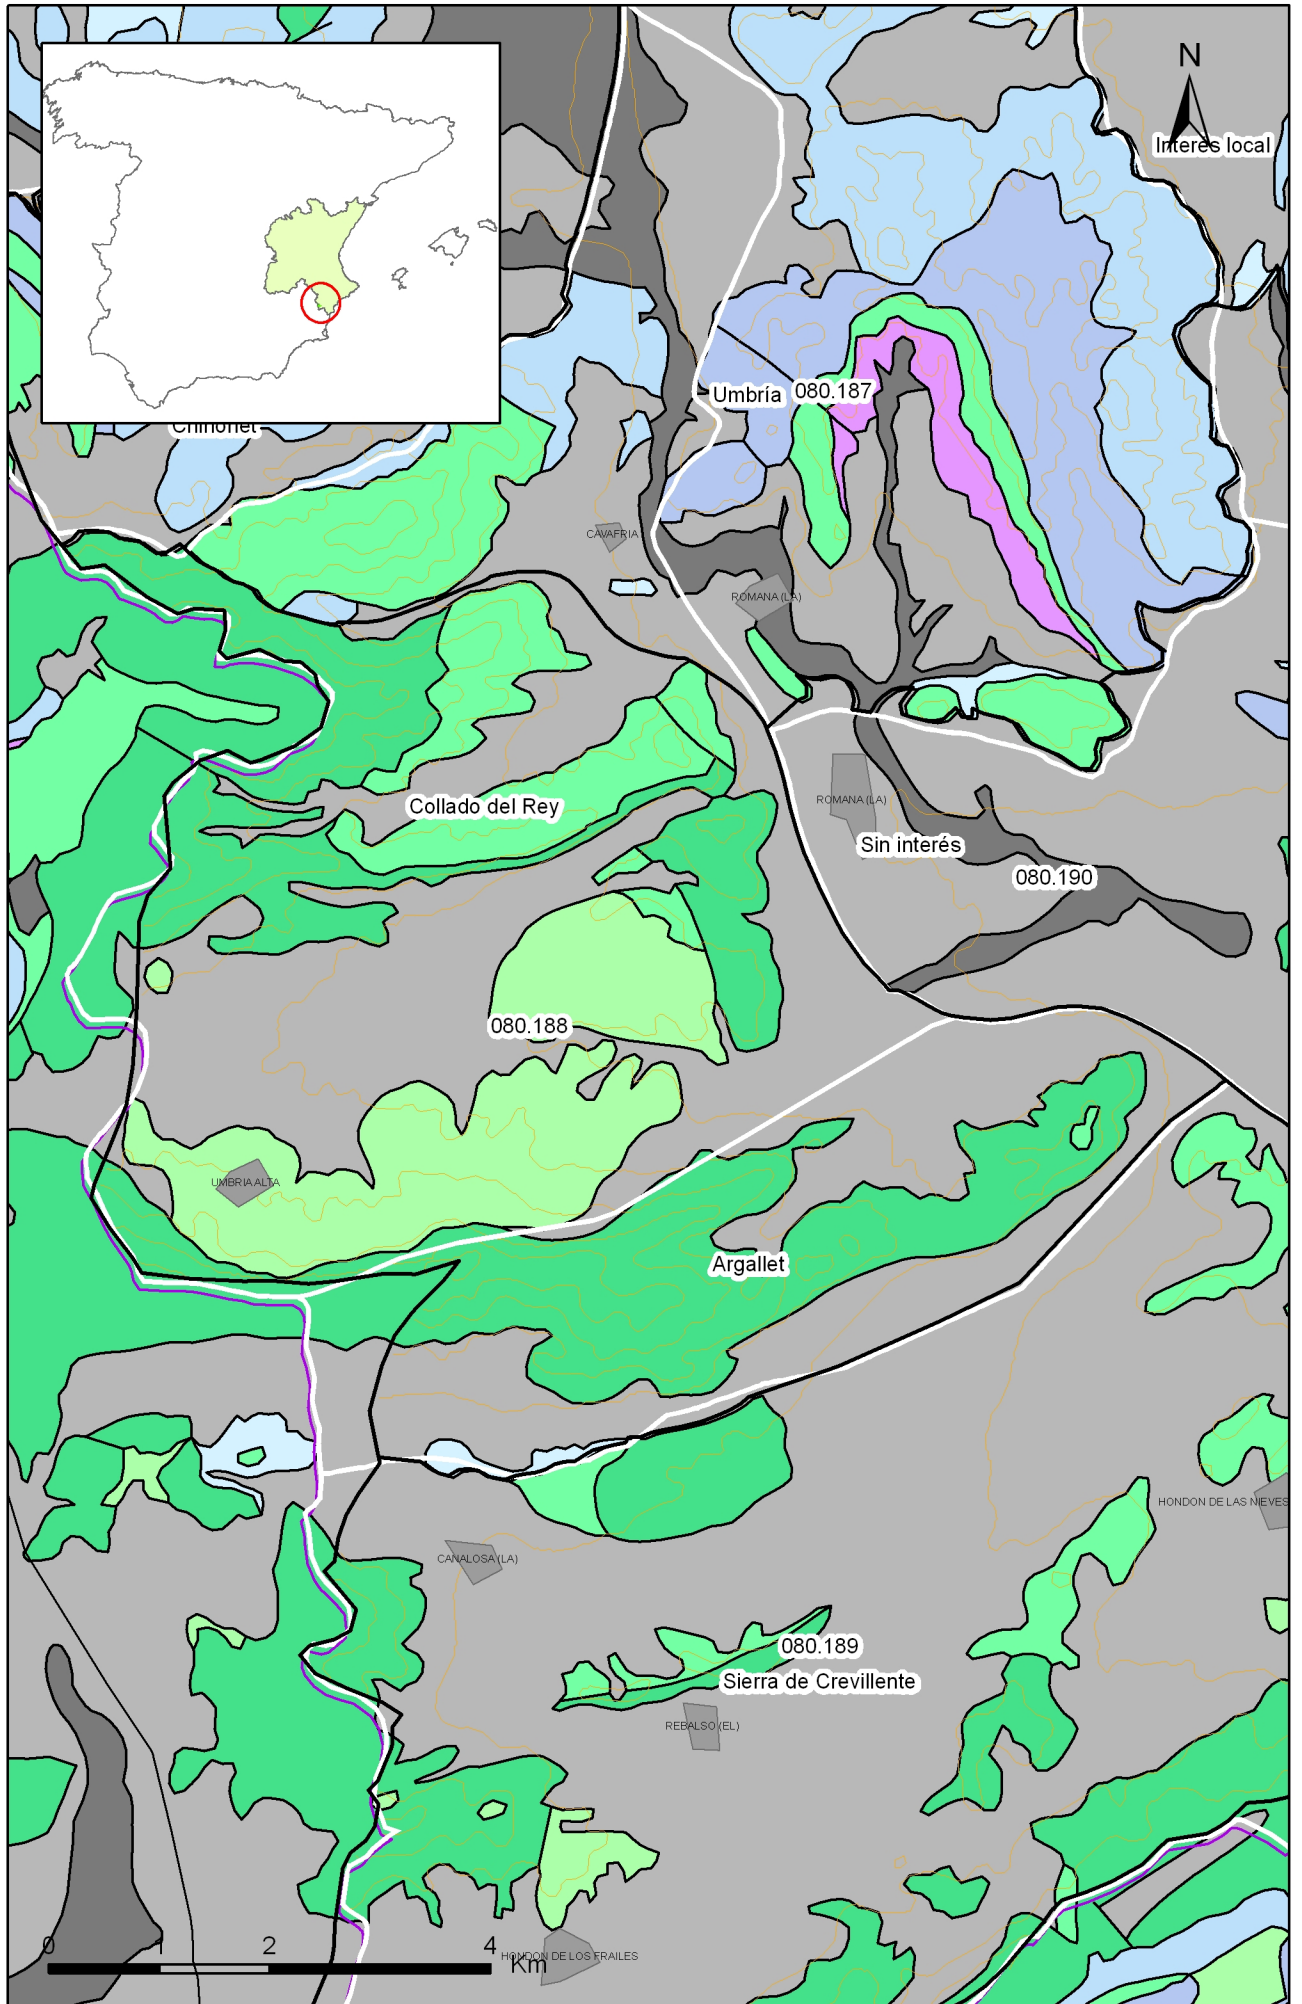 N
Interés local
Umbría
080.187
Chinorlet
CAVAFRIA
ROMANA (LA)
Collado del Rey
ROMANA (LA)
Sin interés
080.190
080.188
UMBRIA ALTA
Argallet
HONDON DE LAS NIEVES
CANALOSA (LA)
080.189
Sierra de Crevillente
REBALSO (EL)
0 1 2 4
Km
HONDON DE LOS FRAILES